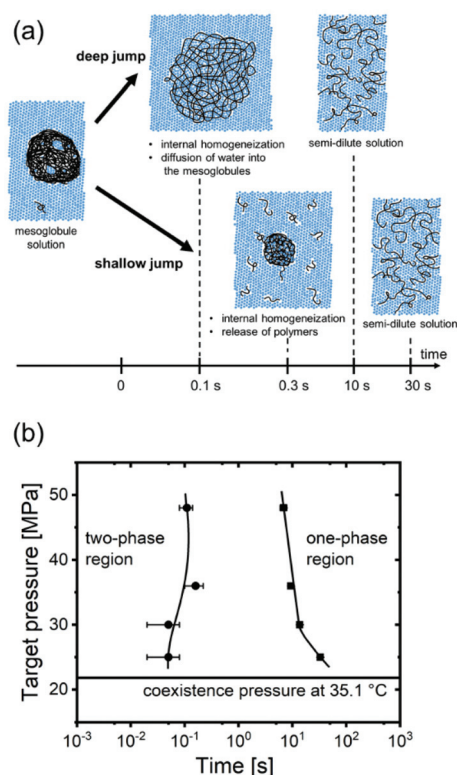 (a)
deep jump
• internal homogeneization
• diffusion of water into
the mesoglobules
semi-dilute solution
mesoglobule
solution
shallow jump
• internal homogeneization
• release of polymers
semi-dilute solution
time
0
0.1 s
0.3 s
10 s
30 s
(b)
Target pressure [MPa]
50
40
30
20
two-phase
region
one-phase
region
coexistence pressure at 35.1 °C
10⁻³ 10⁻² 10⁻¹ 10⁰ 10¹ 10² 10³
Time [s]